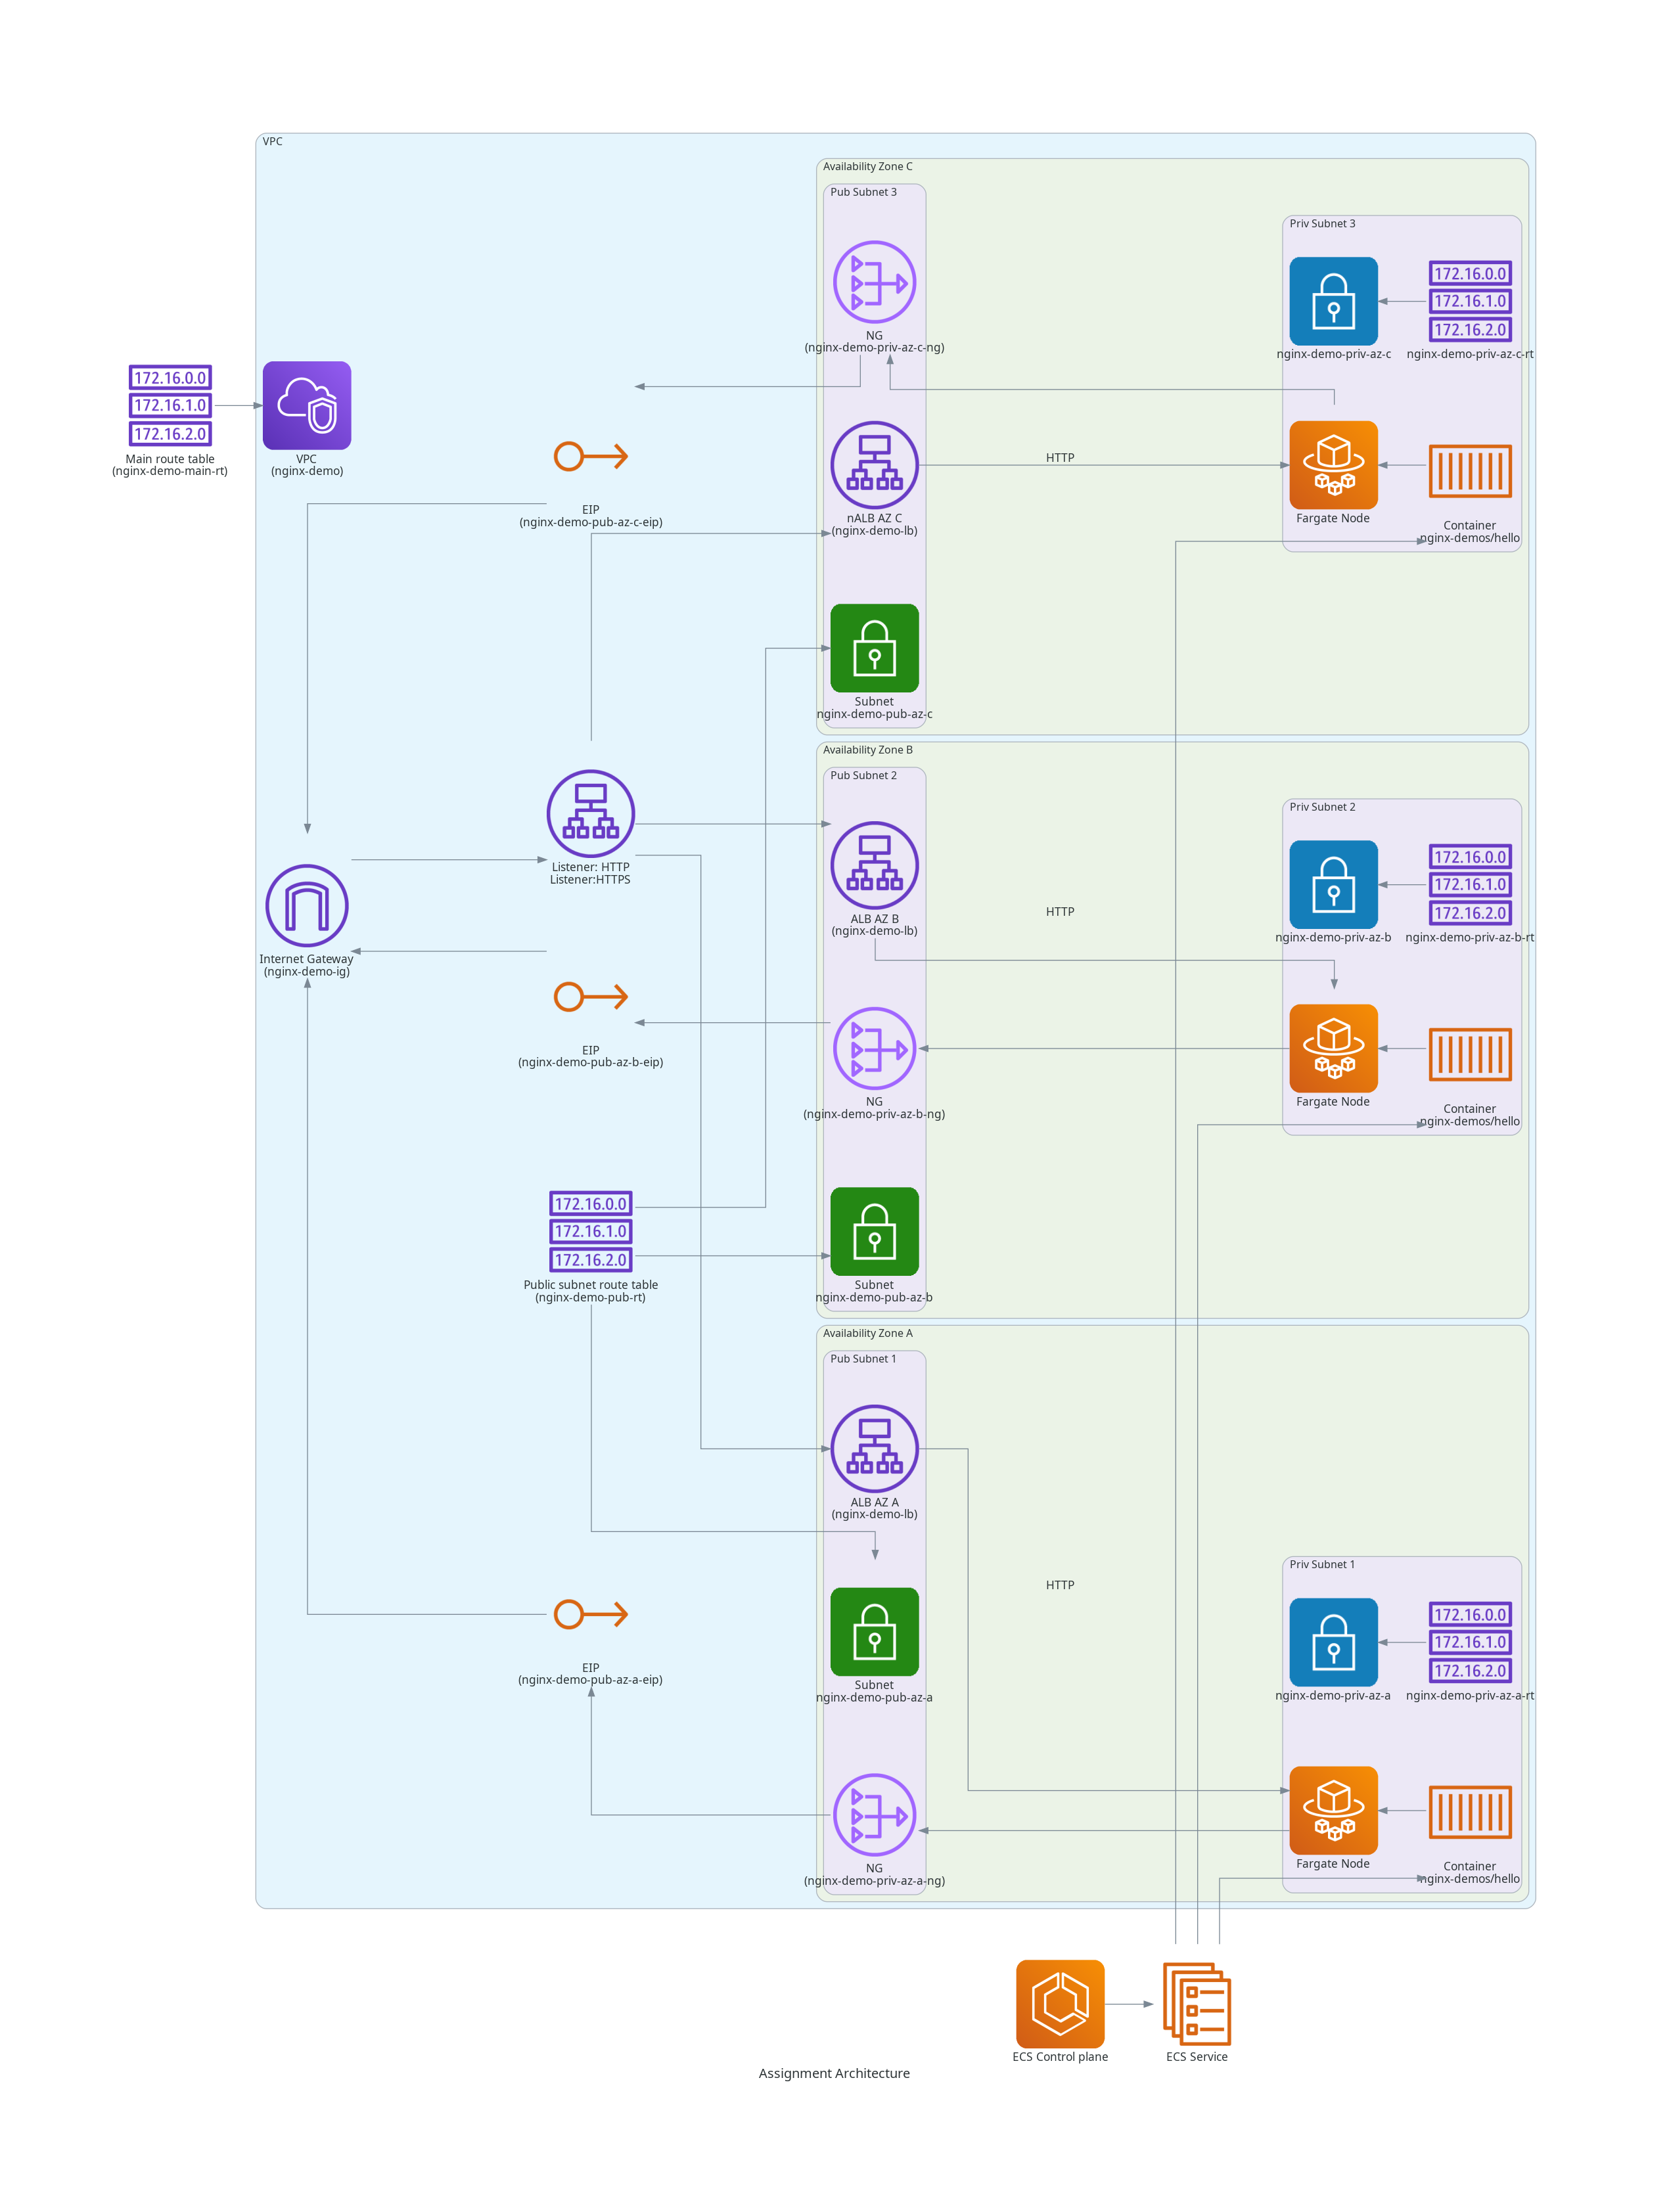 VPC
Availability Zone C
Pub Subnet 3
Priv Subnet 3
NG
(nginx-demo-priv-az-c-ng)
172.16.0.0
172.16.1.0
172.16.2.0
nginx-demo-priv-az-c
nginx-demo-priv-az-c-rt
172.16.0.0
172.16.1.0
172.16.2.0
Main route table
(nginx-demo-main-rt)
VPC
(nginx-demo)
EIP
(nginx-demo-pub-az-c-eip)
nALB AZ C
(nginx-demo-lb)
HTTP
Fargate Node
Container
nginx-demos/hello
Subnet
nginx-demo-pub-az-c
Availability Zone B
Pub Subnet 2
Priv Subnet 2
Listener: HTTP
Listener:HTTPS
ALB AZ B
(nginx-demo-lb)
HTTP
172.16.0.0
172.16.1.0
172.16.2.0
nginx-demo-priv-az-b
nginx-demo-priv-az-b-rt
Internet Gateway
(nginx-demo-ig)
EIP
(nginx-demo-pub-az-b-eip)
NG
(nginx-demo-priv-az-b-ng)
Fargate Node
Container
nginx-demos/hello
172.16.0.0
172.16.1.0
172.16.2.0
Public subnet route table
(nginx-demo-pub-rt)
Subnet
nginx-demo-pub-az-b
Availability Zone A
Pub Subnet 1
ALB AZ A
(nginx-demo-lb)
HTTP
Priv Subnet 1
172.16.0.0
172.16.1.0
172.16.2.0
nginx-demo-priv-az-a
nginx-demo-priv-az-a-rt
EIP
(nginx-demo-pub-az-a-eip)
Subnet
nginx-demo-pub-az-a
NG
(nginx-demo-priv-az-a-ng)
Fargate Node
Container
nginx-demos/hello
ECS Control plane
ECS Service
Assignment Architecture